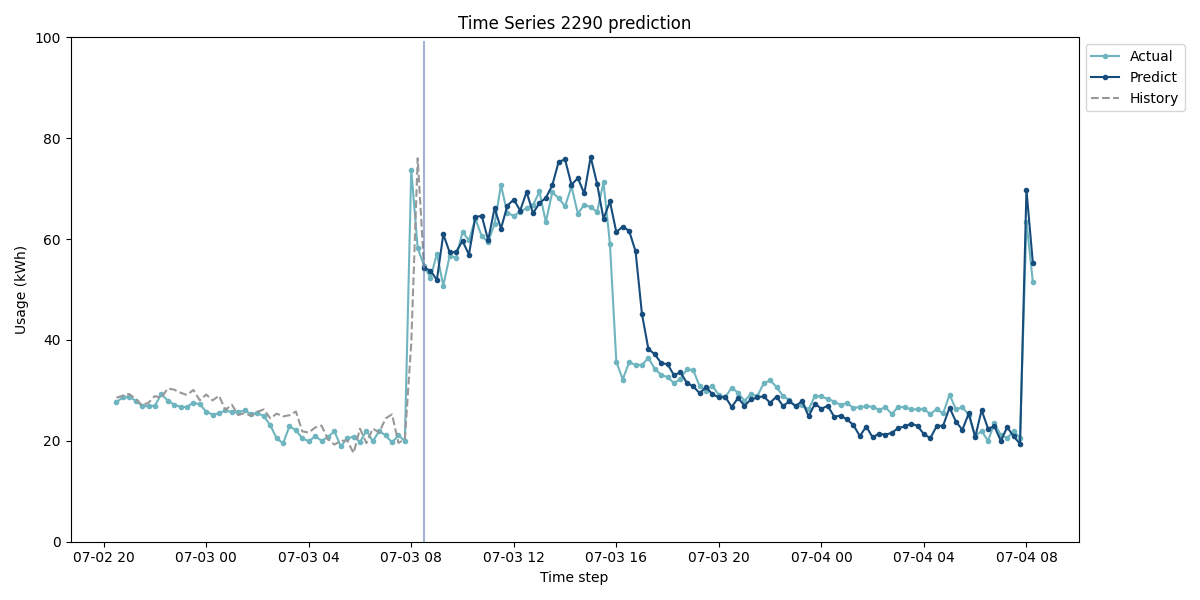 Time Series 2290 prediction
100
80
60
40
20
0
Usage (kWh)
07-02 20
07-03 00
07-03 04
07-03 08
07-03 12
07-03 16
07-03 20
07-04 00
07-04 04
07-04 08
Time step
Actual
Predict
History